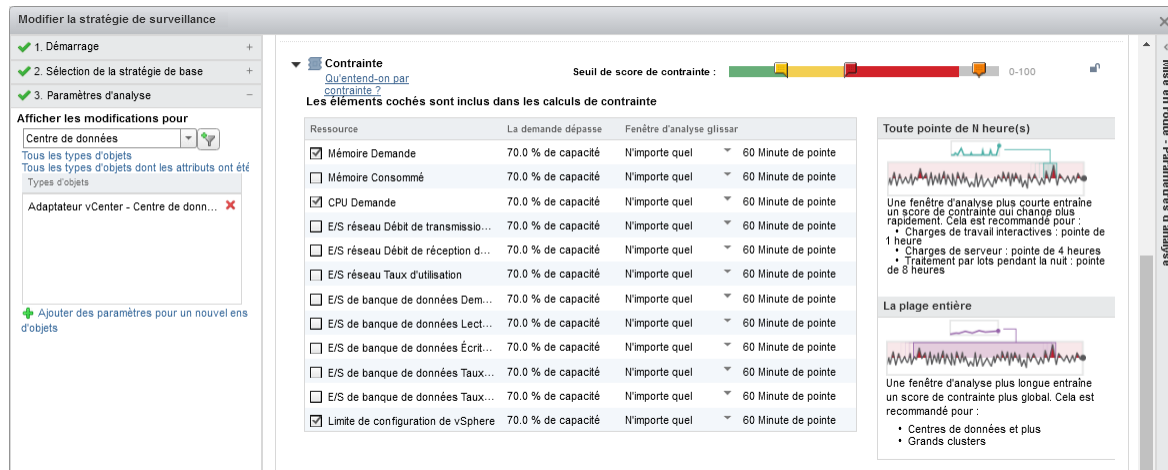 Modifier la stratégie de surveillance
1. Démarrage
2. Sélection de la stratégie de base
3. Paramètres d'analyse
Afficher les modifications pour
Centre de données
Tous les types d'objets
Tous les types d'objets dont les attributs ont été
Types d'objets
Adaptateur vCenter - Centre de donn...
Ajouter des paramètres pour un nouvel ens
d'objets
Contrainte
Qu'entend-on par
contrainte ?
Seuil de score de contrainte :
0-100
Les éléments cochés sont inclus dans les calculs de contrainte
Ressource La demande dépasse Fenêtre d'analyse glissar
Mémoire Demande 70.0 % de capacité N'importe quel 60 Minute de pointe
Mémoire Consommé 70.0 % de capacité N'importe quel 60 Minute de pointe
CPU Demande 70.0 % de capacité N'importe quel 60 Minute de pointe
E/S réseau Débit de transmissio... 70.0 % de capacité N'importe quel 60 Minute de pointe
E/S réseau Débit de réception d... 70.0 % de capacité N'importe quel 60 Minute de pointe
E/S réseau Taux d'utilisation 70.0 % de capacité N'importe quel 60 Minute de pointe
E/S de banque de données Dem... 70.0 % de capacité N'importe quel 60 Minute de pointe
E/S de banque de données Lect... 70.0 % de capacité N'importe quel 60 Minute de pointe
E/S de banque de données Écrit... 70.0 % de capacité N'importe quel 60 Minute de pointe
E/S de banque de données Taux... 70.0 % de capacité N'importe quel 60 Minute de pointe
E/S de banque de données Taux... 70.0 % de capacité N'importe quel 60 Minute de pointe
Limite de configuration de vSphere 70.0 % de capacité N'importe quel 60 Minute de pointe
Toute pointe de N heure(s)
Une fenêtre d'analyse plus courte entraîne
un score de contrainte qui change plus
rapidement. Cela est recommandé pour :
• Charges de travail interactives : pointe de
1 heure
• Charges de serveur : pointe de 4 heures
• Traitement par lots pendant la nuit : pointe
de 8 heures
La plage entière
Une fenêtre d'analyse plus longue entraîne
un score de contrainte plus global. Cela est
recommandé pour :
• Centres de données et plus
• Grands clusters
Mise en route - Paramètres d'analyse